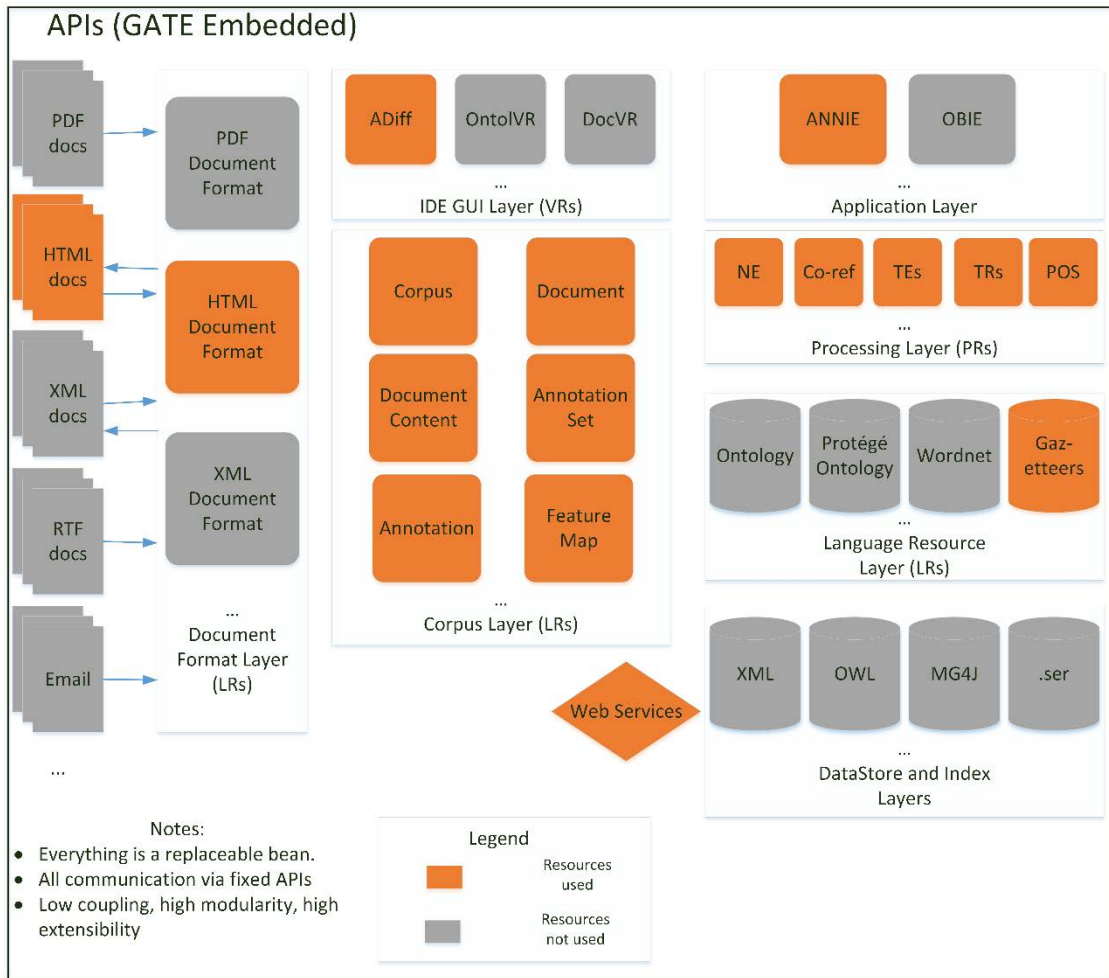 APIs (GATE Embedded)
PDF
docs
HTML
docs
XML
docs
RTF
docs
Email
...
PDF
Document
Format
HTML
Document
Format
XML
Document
Format
...
Document
Format Layer
(LRs)
ADiff
OntolVR
DocVR
...
IDE GUI Layer (VRs)
Corpus
Document
Document
Content
Annotation
Set
Annotation
Feature
Map
...
Corpus Layer (LRs)
ANNIE
OBIE
...
Application Layer
NE
Co-ref
TEs
TRs
POS
...
Processing Layer (PRs)
Ontology
Protégé
Ontology
Wordnet
Gaz-
etteers
...
Language Resource
Layer (LRs)
Web Services
XML
OWL
MG4J
.ser
...
DataStore and Index
Layers
Notes:
• Everything is a replaceable bean.
• All communication via fixed APIs
• Low coupling, high modularity, high
extensibility
Legend
Resources
used
Resources
not used